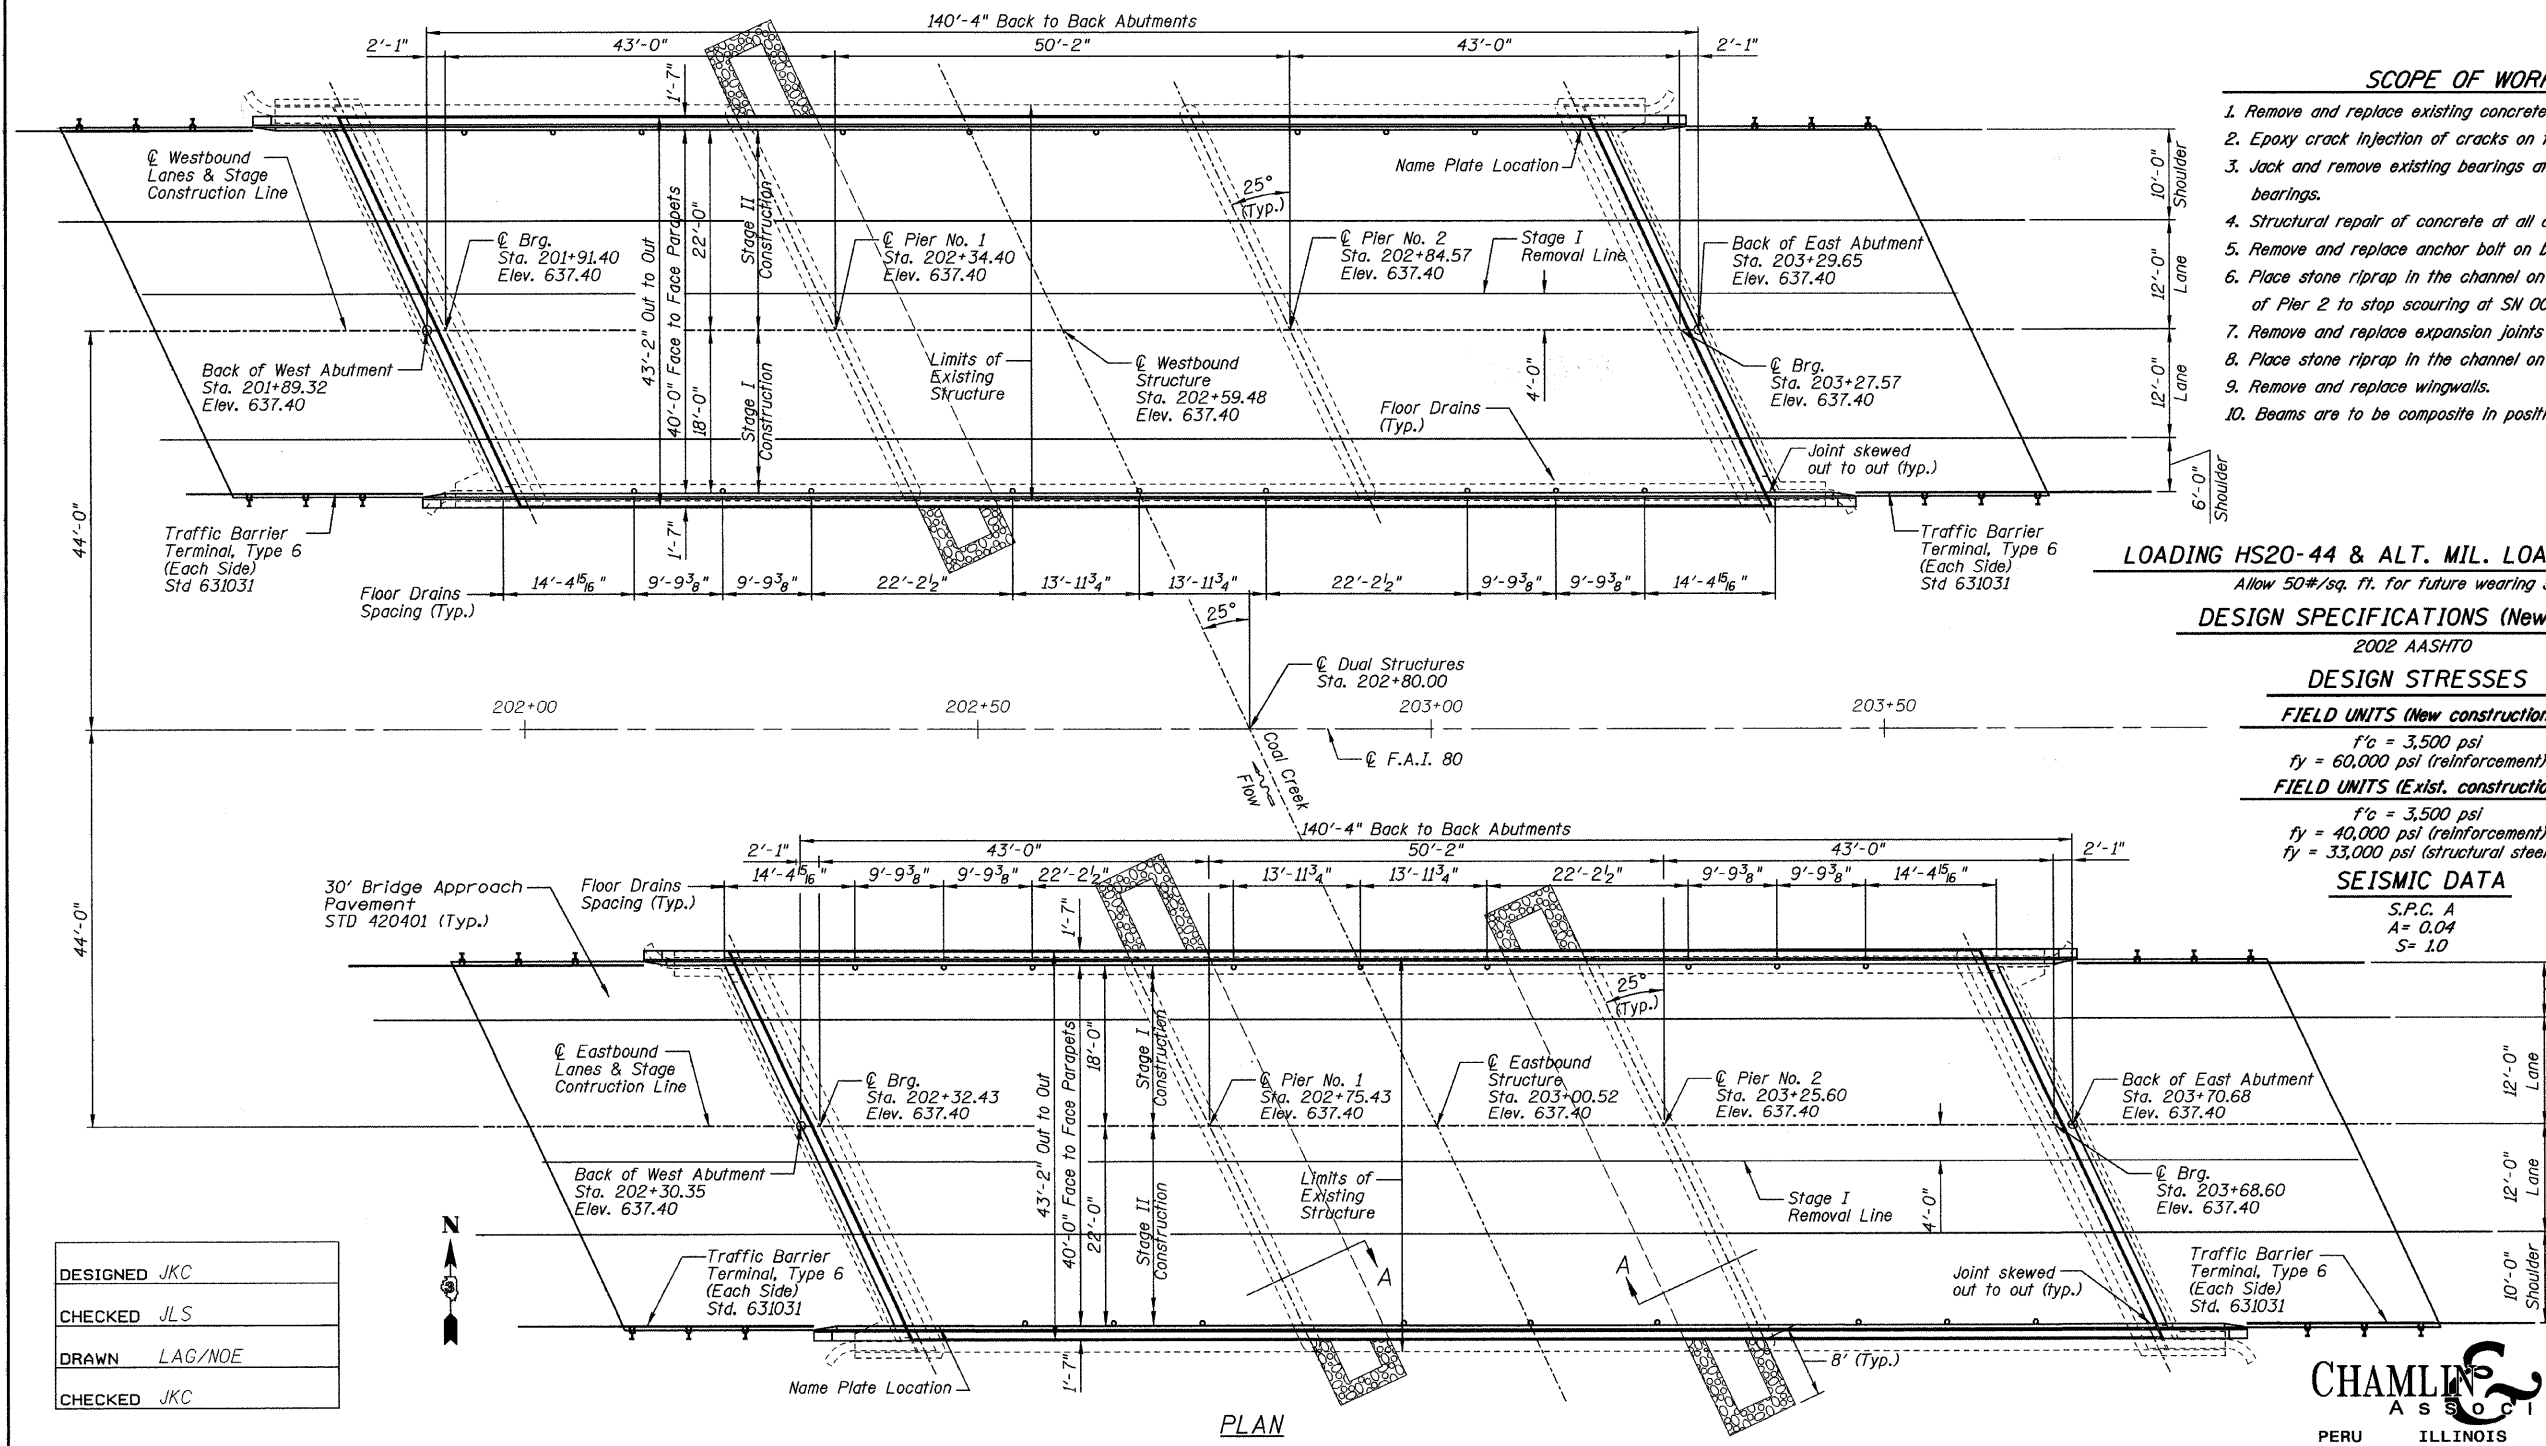 140'-4" Back to Back Abutments
2'-1"
43'-0"
50'-2"
43'-0"
2'-1"
1'-7"
℄ Westbound
Lanes & Stage
Construction Line
Name Plate Location
25°
(Typ.)
10'-0"
Shoulder
12'-0"
Lane
12'-0"
Lane
6'-0"
Shoulder
43'-2" Out to Out
40'-0" Face to Face Parapets
22'-0"
18'-0"
Stage II
Construction
Stage I
Construction
℄ Brg.
Sta. 201+91.40
Elev. 637.40
℄ Pier No. 1
Sta. 202+34.40
Elev. 637.40
℄ Pier No. 2
Sta. 202+84.57
Elev. 637.40
Stage I
Removal Line
Back of East Abutment
Sta. 203+29.65
Elev. 637.40
Back of West Abutment
Sta. 201+89.32
Elev. 637.40
Limits of
Existing
Structure
℄ Westbound
Structure
Sta. 202+59.48
Elev. 637.40
4'-0"
℄ Brg.
Sta. 203+27.57
Elev. 637.40
Floor Drains
(Typ.)
Joint skewed
out to out (typ.)
44'-0"
Traffic Barrier
Terminal, Type 6
(Each Side)
Std 631031
1'-7"
Traffic Barrier
Terminal, Type 6
(Each Side)
Std 631031
Floor Drains
Spacing (Typ.)
14'-4 15/16"
9'-9 3/8"
9'-9 3/8"
22'-2 1/2"
13'-11 3/4"
13'-11 3/4"
22'-2 1/2"
9'-9 3/8"
9'-9 3/8"
14'-4 15/16"
25°
℄ Dual Structures
Sta. 202+80.00
202+00
202+50
203+00
203+50
℄ F.A.I. 80
Coal Creek
Flow
SCOPE OF WOR
1. Remove and replace existing concrete
2. Epoxy crack injection of cracks on
3. Jack and remove existing bearings
bearings.
4. Structural repair of concrete at all
5. Remove and replace anchor bolt on
6. Place stone riprap in the channel on
of Pier 2 to stop scouring at SN
7. Remove and replace expansion joints
8. Place stone riprap in the channel on
9. Remove and replace wingwalls.
10. Beams are to be composite in
LOADING HS20-44 & ALT. MIL. LOA
Allow 50#/sq. ft. for future wearing
DESIGN SPECIFICATIONS (New
2002 AASHTO
DESIGN STRESSES
FIELD UNITS (New construction
f'c = 3,500 psi
fy = 60,000 psi (reinforcement)
FIELD UNITS (Exist. constructio
f'c = 3,500 psi
fy = 40,000 psi (reinforcement)
fy = 33,000 psi (structural stee
SEISMIC DATA
S.P.C. A
A= 0.04
S= 1.0
140'-4" Back to Back Abutments
2'-1"
43'-0"
50'-2"
43'-0"
2'-1"
14'-4 15/16"
9'-9 3/8"
9'-9 3/8"
22'-2 1/2"
13'-11 3/4"
13'-11 3/4"
22'-2 1/2"
9'-9 3/8"
9'-9 3/8"
14'-4 15/16"
30' Bridge Approach
Pavement
STD 420401 (Typ.)
Floor Drains
Spacing (Typ.)
1'-7"
44'-0"
25°
(Typ.)
℄ Eastbound
Lanes & Stage
Contruction Line
43'-2" Out to Out
40'-0" Face to Face Parapets
18'-0"
22'-0"
Stage I
Construction
Stage II
Construction
℄ Brg.
Sta. 202+32.43
Elev. 637.40
℄ Pier No. 1
Sta. 202+75.43
Elev. 637.40
℄ Eastbound
Structure
Sta. 203+00.52
Elev. 637.40
℄ Pier No. 2
Sta. 203+25.60
Elev. 637.40
Back of East Abutment
Sta. 203+70.68
Elev. 637.40
12'-0"
Lane
12'-0"
Lane
10'-0"
Shoulder
Back of West Abutment
Sta. 202+30.35
Elev. 637.40
Limits of
Existing
Structure
Stage I
Removal Line
4'-0"
℄ Brg.
Sta. 203+68.60
Elev. 637.40
N
3
Traffic Barrier
Terminal, Type 6
(Each Side)
Std. 631031
A
A
Joint skewed
out to out (typ.)
Traffic Barrier
Terminal, Type 6
(Each Side)
Std. 631031
1'-7"
8' (Typ.)
Name Plate Location
PLAN
DESIGNED JKC
CHECKED JLS
DRAWN LAG/NOE
CHECKED JKC
CHAMLIN &
ASSOCI
PERU ILLINOIS